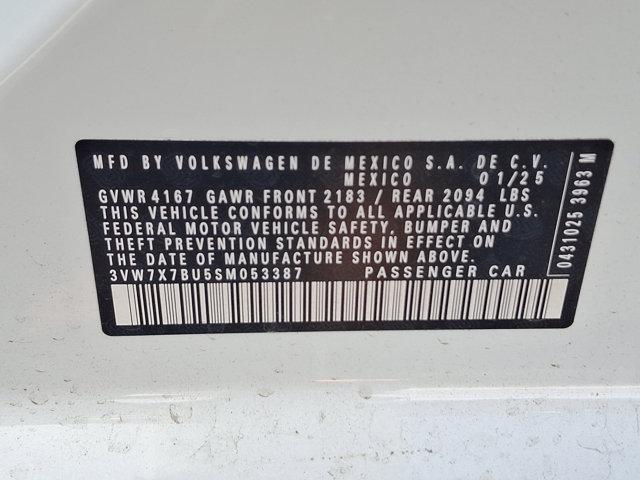 MFD BY VOLKSWAGEN DE MEXICO S.A. DE C.V.
MEXICO 01/25
GVWR 4167 GAWR FRONT 2183 / REAR 2094 LBS
THIS VEHICLE CONFORMS TO ALL APPLICABLE U.S.
FEDERAL MOTOR VEHICLE SAFETY, BUMPER AND
THEFT PREVENTION STANDARDS IN EFFECT ON
THE DATE OF MANUFACTURE SHOWN ABOVE.
3VW7X7BU5SM053387 PASSENGER CAR
0431025 3963 M